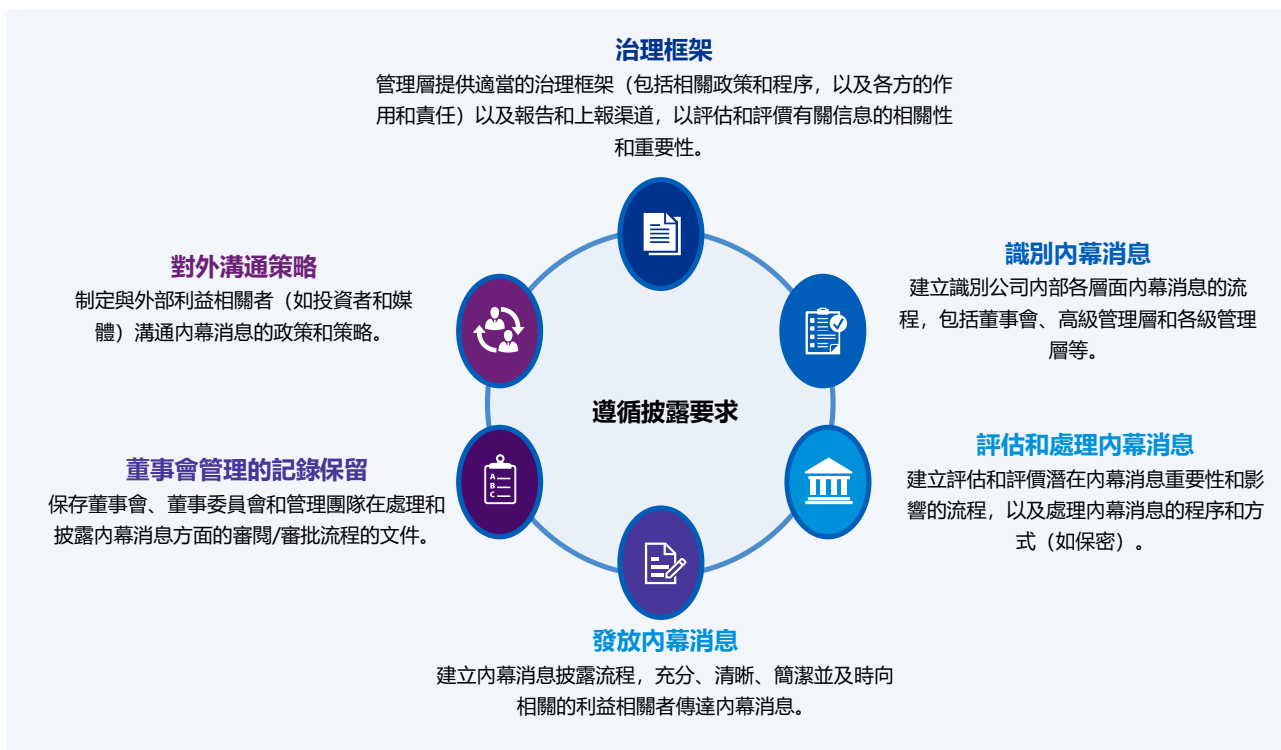 治理框架
管理層提供適當的治理框架（包括相關政策和程序，以及各方的作
用和責任）以及報告和上報渠道，以評估和評價有關信息的相關性
和重要性。
識別內幕消息
建立識別公司內部各層面內幕消息的流
程，包括董事會、高級管理層和各級管理
層等。
評估和處理內幕消息
建立評估和評價潛在內幕消息重要性和影
響的流程，以及處理內幕消息的程序和方
式（如保密）。
發放內幕消息
建立內幕消息披露流程，充分、清晰、簡潔並及時向
相關的利益相關者傳達內幕消息。
董事會管理的記錄保留
保存董事會、董事委員會和管理團隊在處理和
披露內幕消息方面的審閱/審批流程的文件。
對外溝通策略
制定與外部利益相關者（如投資者和媒
體）溝通內幕消息的政策和策略。
遵循披露要求
A
B
C